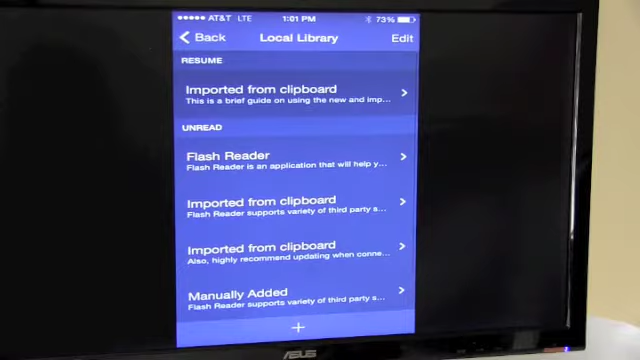 AT&T LTE 1:01 PM 73%
Back Local Library Edit
RESUME
Imported from clipboard
This is a brief guide on using the new and imp...
UNREAD
Flash Reader
Flash Reader is an application that will help y...
Imported from clipboard
Flash Reader supports variety of third party s...
Imported from clipboard
Also, highly recommend updating when conne...
Manually Added
Flash Reader supports variety of third party s...
+
ASUS